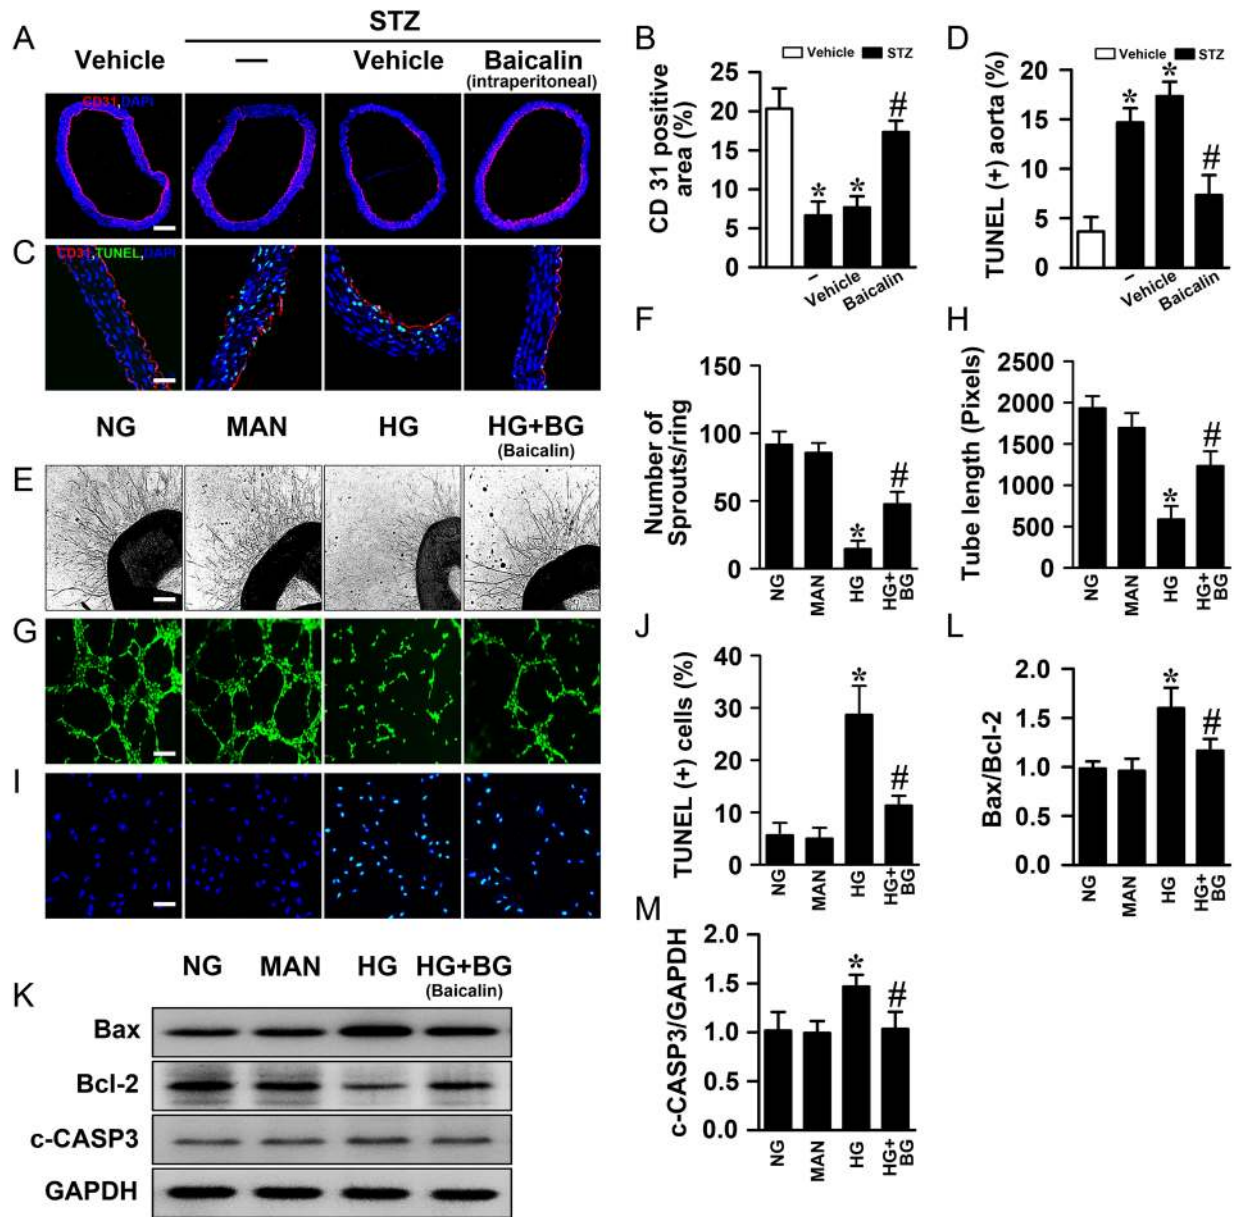 STZ
A
Vehicle
—
Vehicle
Baicalin
(intraperitoneal)
CD31,DAPI
C
CD31,TUNEL,DAPI
B
Vehicle
STZ
CD 31 positive
area (%)
25
20
15
10
5
0
*
*
#
–
Vehicle
Baicalin
D
Vehicle
STZ
TUNEL (+) aorta (%)
20
15
10
5
0
*
*
#
–
Vehicle
Baicalin
NG
MAN
HG
HG+BG
(Baicalin)
E
G
I
F
Number of
Sprouts/ring
150
100
50
0
*
#
NG
MAN
HG
HG+
BG
H
Tube length (Pixels)
2500
2000
1500
1000
500
0
*
#
NG
MAN
HG
HG+
BG
J
TUNEL (+) cells (%)
40
30
20
10
0
*
#
NG
MAN
HG
HG+
BG
L
Bax/Bcl-2
2.0
1.5
1.0
0.5
0.0
*
#
NG
MAN
HG
HG+
BG
K
NG
MAN
HG
HG+BG
(Baicalin)
Bax
Bcl-2
c-CASP3
GAPDH
M
c-CASP3/GAPDH
2.0
1.5
1.0
0.5
0.0
*
#
NG
MAN
HG
HG+
BG